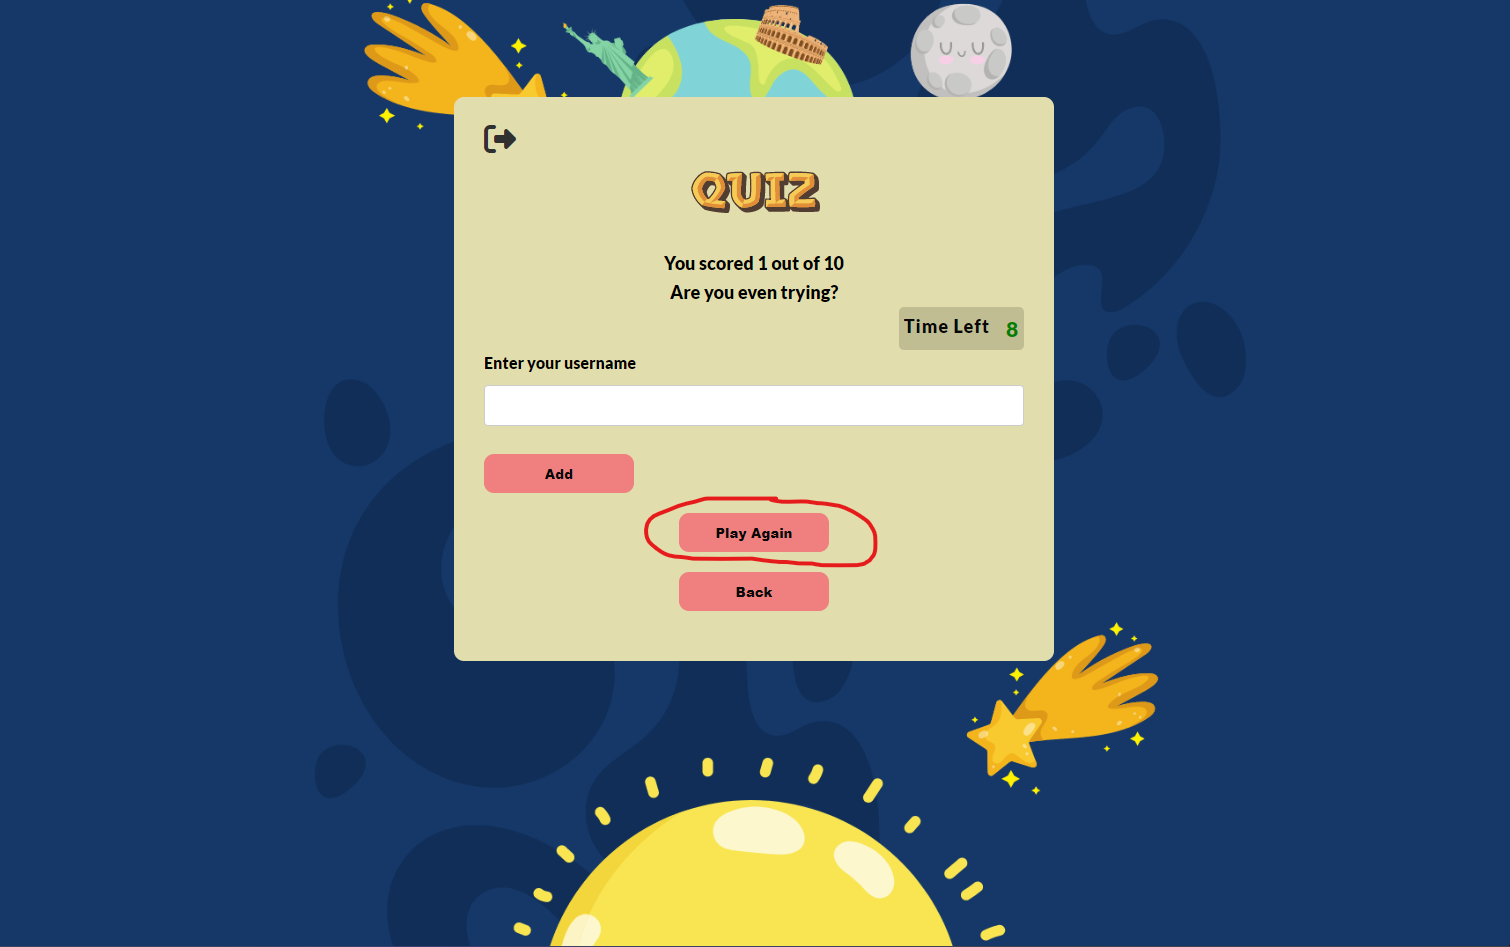 QUIZ
You scored 1 out of 10
Are you even trying?
Time Left 8
Enter your username
Add
Play Again
Back